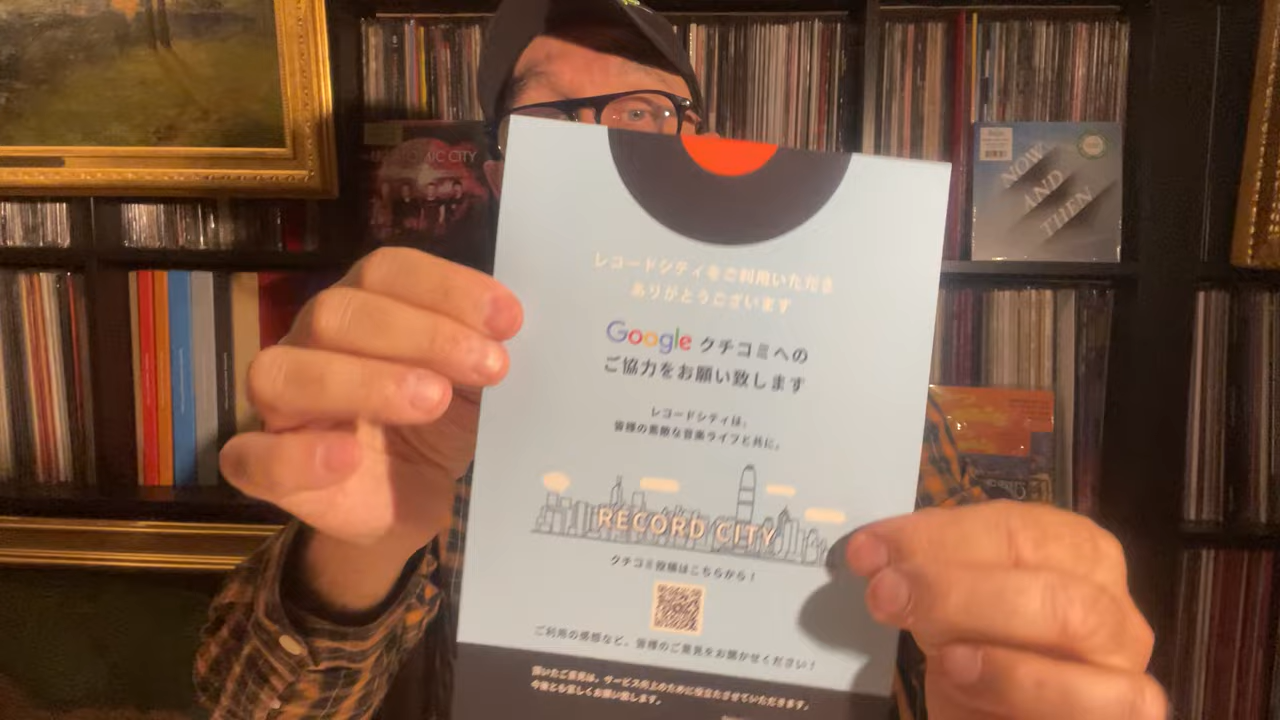 レコードシティをご利用いただき
ありがとうございます
Google クチコミへの
ご協力をお願い致します
レコードシティは、
皆様の素敵な音楽ライフと共に。
RECORD CITY
クチコミ投稿はこちらから！
ご利用の感想など、皆様のご意見をお聞かせください！
頂いたご意見は、サービス向上のために役立たせていただきます。
今後とも宜しくお願い致します。
NOW
AND
THEN
ATOMIC CITY